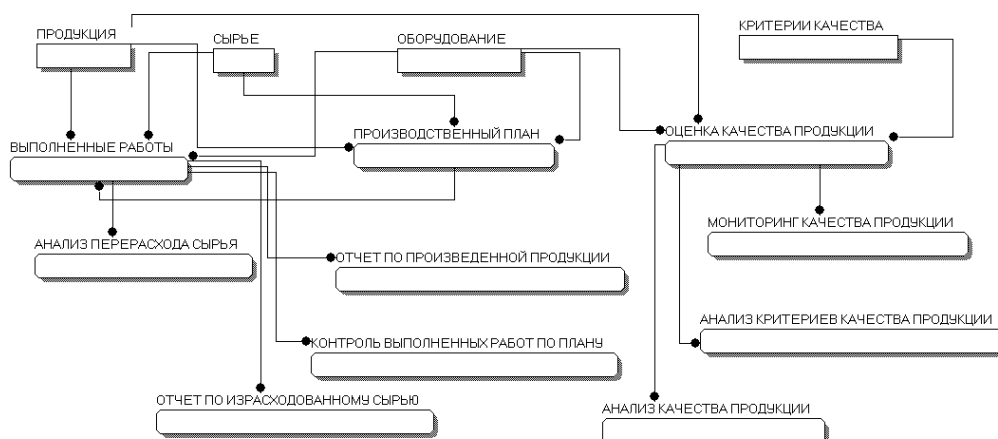 КРИТЕРИИ КАЧЕСТВА
ПРОДУКЦИЯ
СЫРЬЕ
ОБОРУДОВАНИЕ
ПРОИЗВОДСТВЕННЫЙ ПЛАН
ОЦЕНКА КАЧЕСТВА ПРОДУКЦИИ
ВЫПОЛНЕННЫЕ РАБОТЫ
МОНИТОРИНГ КАЧЕСТВА ПРОДУКЦИИ
АНАЛИЗ ПЕРЕРАСХОДА СЫРЬЯ
ОТЧЕТ ПО ПРОИЗВЕДЕННОЙ ПРОДУКЦИИ
АНАЛИЗ КРИТЕРИЕВ КАЧЕСТВА ПРОДУКЦИИ
КОНТРОЛЬ ВЫПОЛНЕННЫХ РАБОТ ПО ПЛАНУ
ОТЧЕТ ПО ИЗРАСХОДОВАННОМУ СЫРЬЮ
АНАЛИЗ КАЧЕСТВА ПРОДУКЦИИ